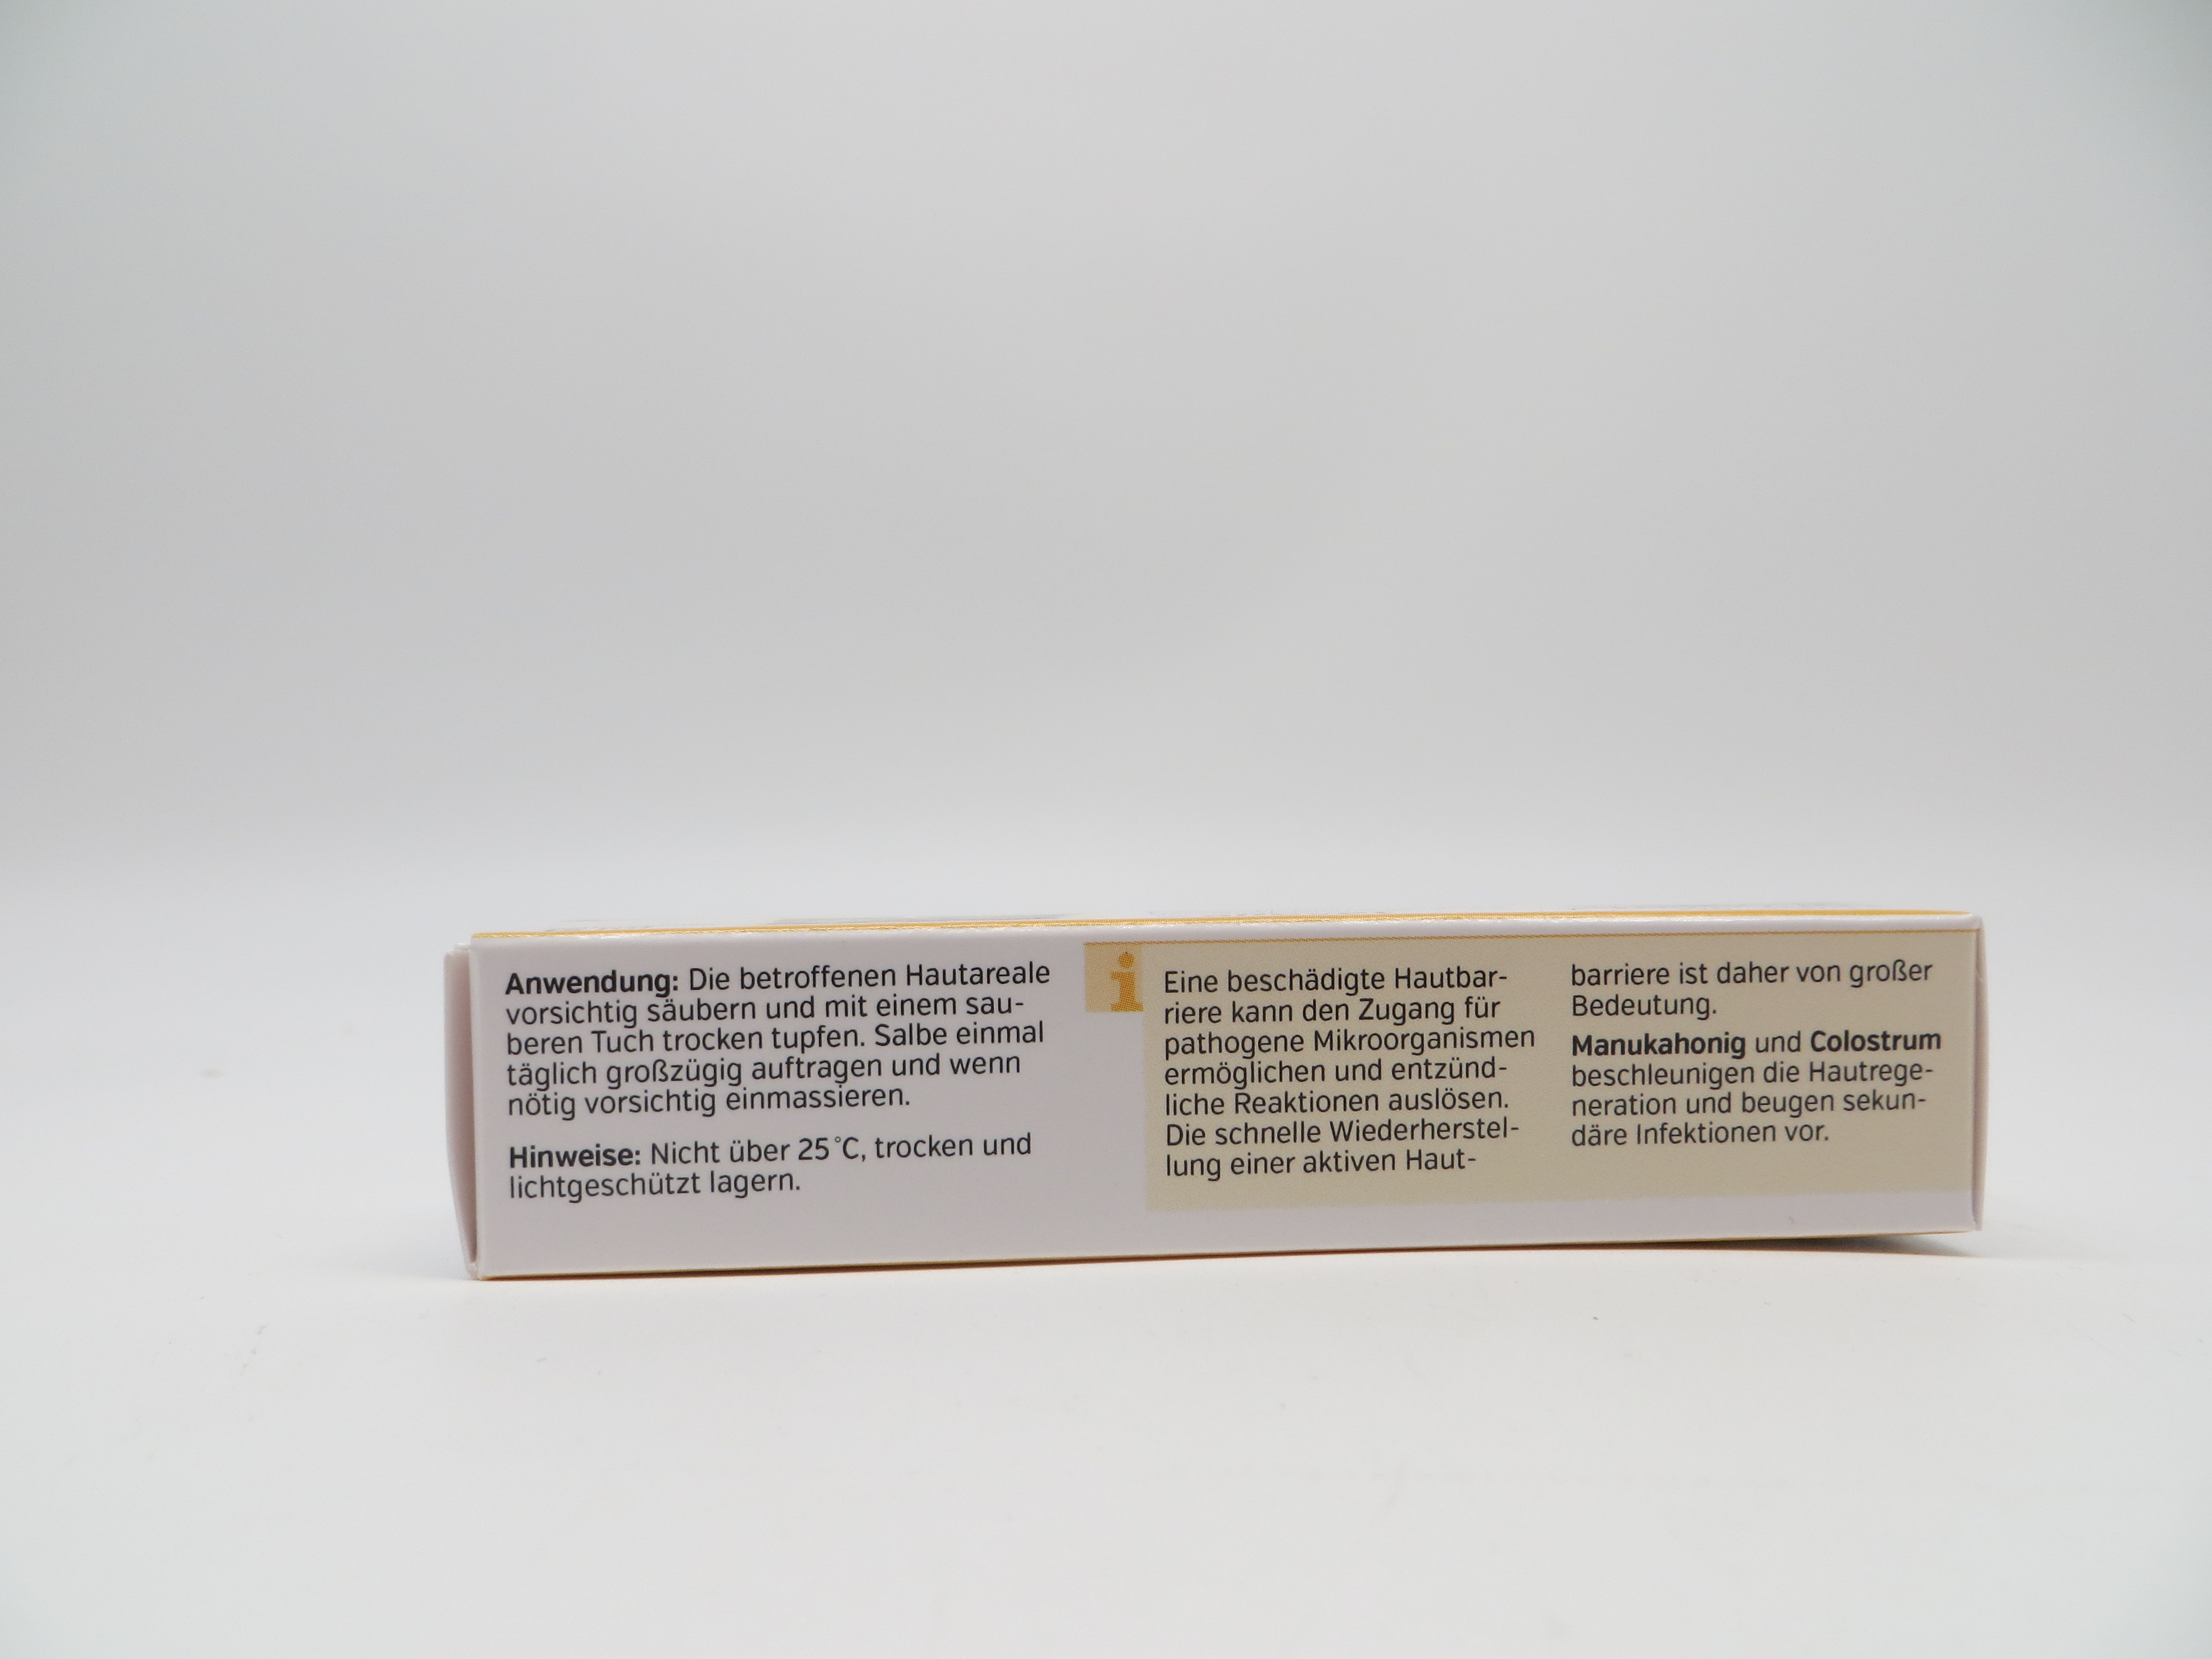 Anwendung: Die betroffenen Hautareale
vorsichtig säubern und mit einem sau-
beren Tuch trocken tupfen. Salbe einmal
täglich großzügig auftragen und wenn
nötig vorsichtig einmassieren.
Hinweise: Nicht über 25°C, trocken und
lichtgeschützt lagern.
i
Eine beschädigte Hautbar-
riere kann den Zugang für
pathogene Mikroorganismen
ermöglichen und entzünd-
liche Reaktionen auslösen.
Die schnelle Wiederherstel-
lung einer aktiven Haut-
barriere ist daher von großer
Bedeutung.
Manukahonig und Colostrum
beschleunigen die Hautrege-
neration und beugen sekun-
däre Infektionen vor.